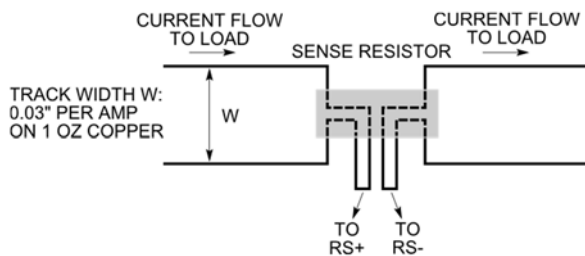 CURRENT FLOW
TO LOAD
CURRENT FLOW
TO LOAD
SENSE RESISTOR
TRACK WIDTH W:
0.03" PER AMP
ON 1 OZ COPPER
W
TO
RS+
TO
RS-